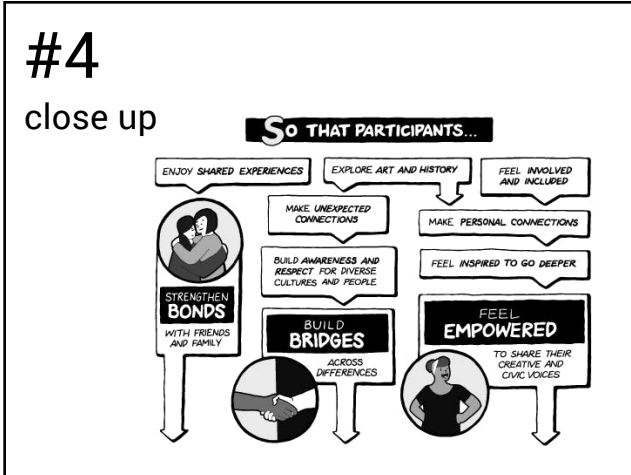 #4
close up
SO THAT PARTICIPANTS...
ENJOY SHARED EXPERIENCES
EXPLORE ART AND HISTORY
FEEL INVOLVED
AND INCLUDED
MAKE UNEXPECTED
CONNECTIONS
MAKE PERSONAL CONNECTIONS
BUILD AWARENESS AND
RESPECT FOR DIVERSE
CULTURES AND PEOPLE
FEEL INSPIRED TO GO DEEPER
STRENGTHEN
BONDS
WITH FRIENDS
AND FAMILY
BUILD
BRIDGES
ACROSS
DIFFERENCES
FEEL
EMPOWERED
TO SHARE THEIR
CREATIVE AND
CIVIC VOICES